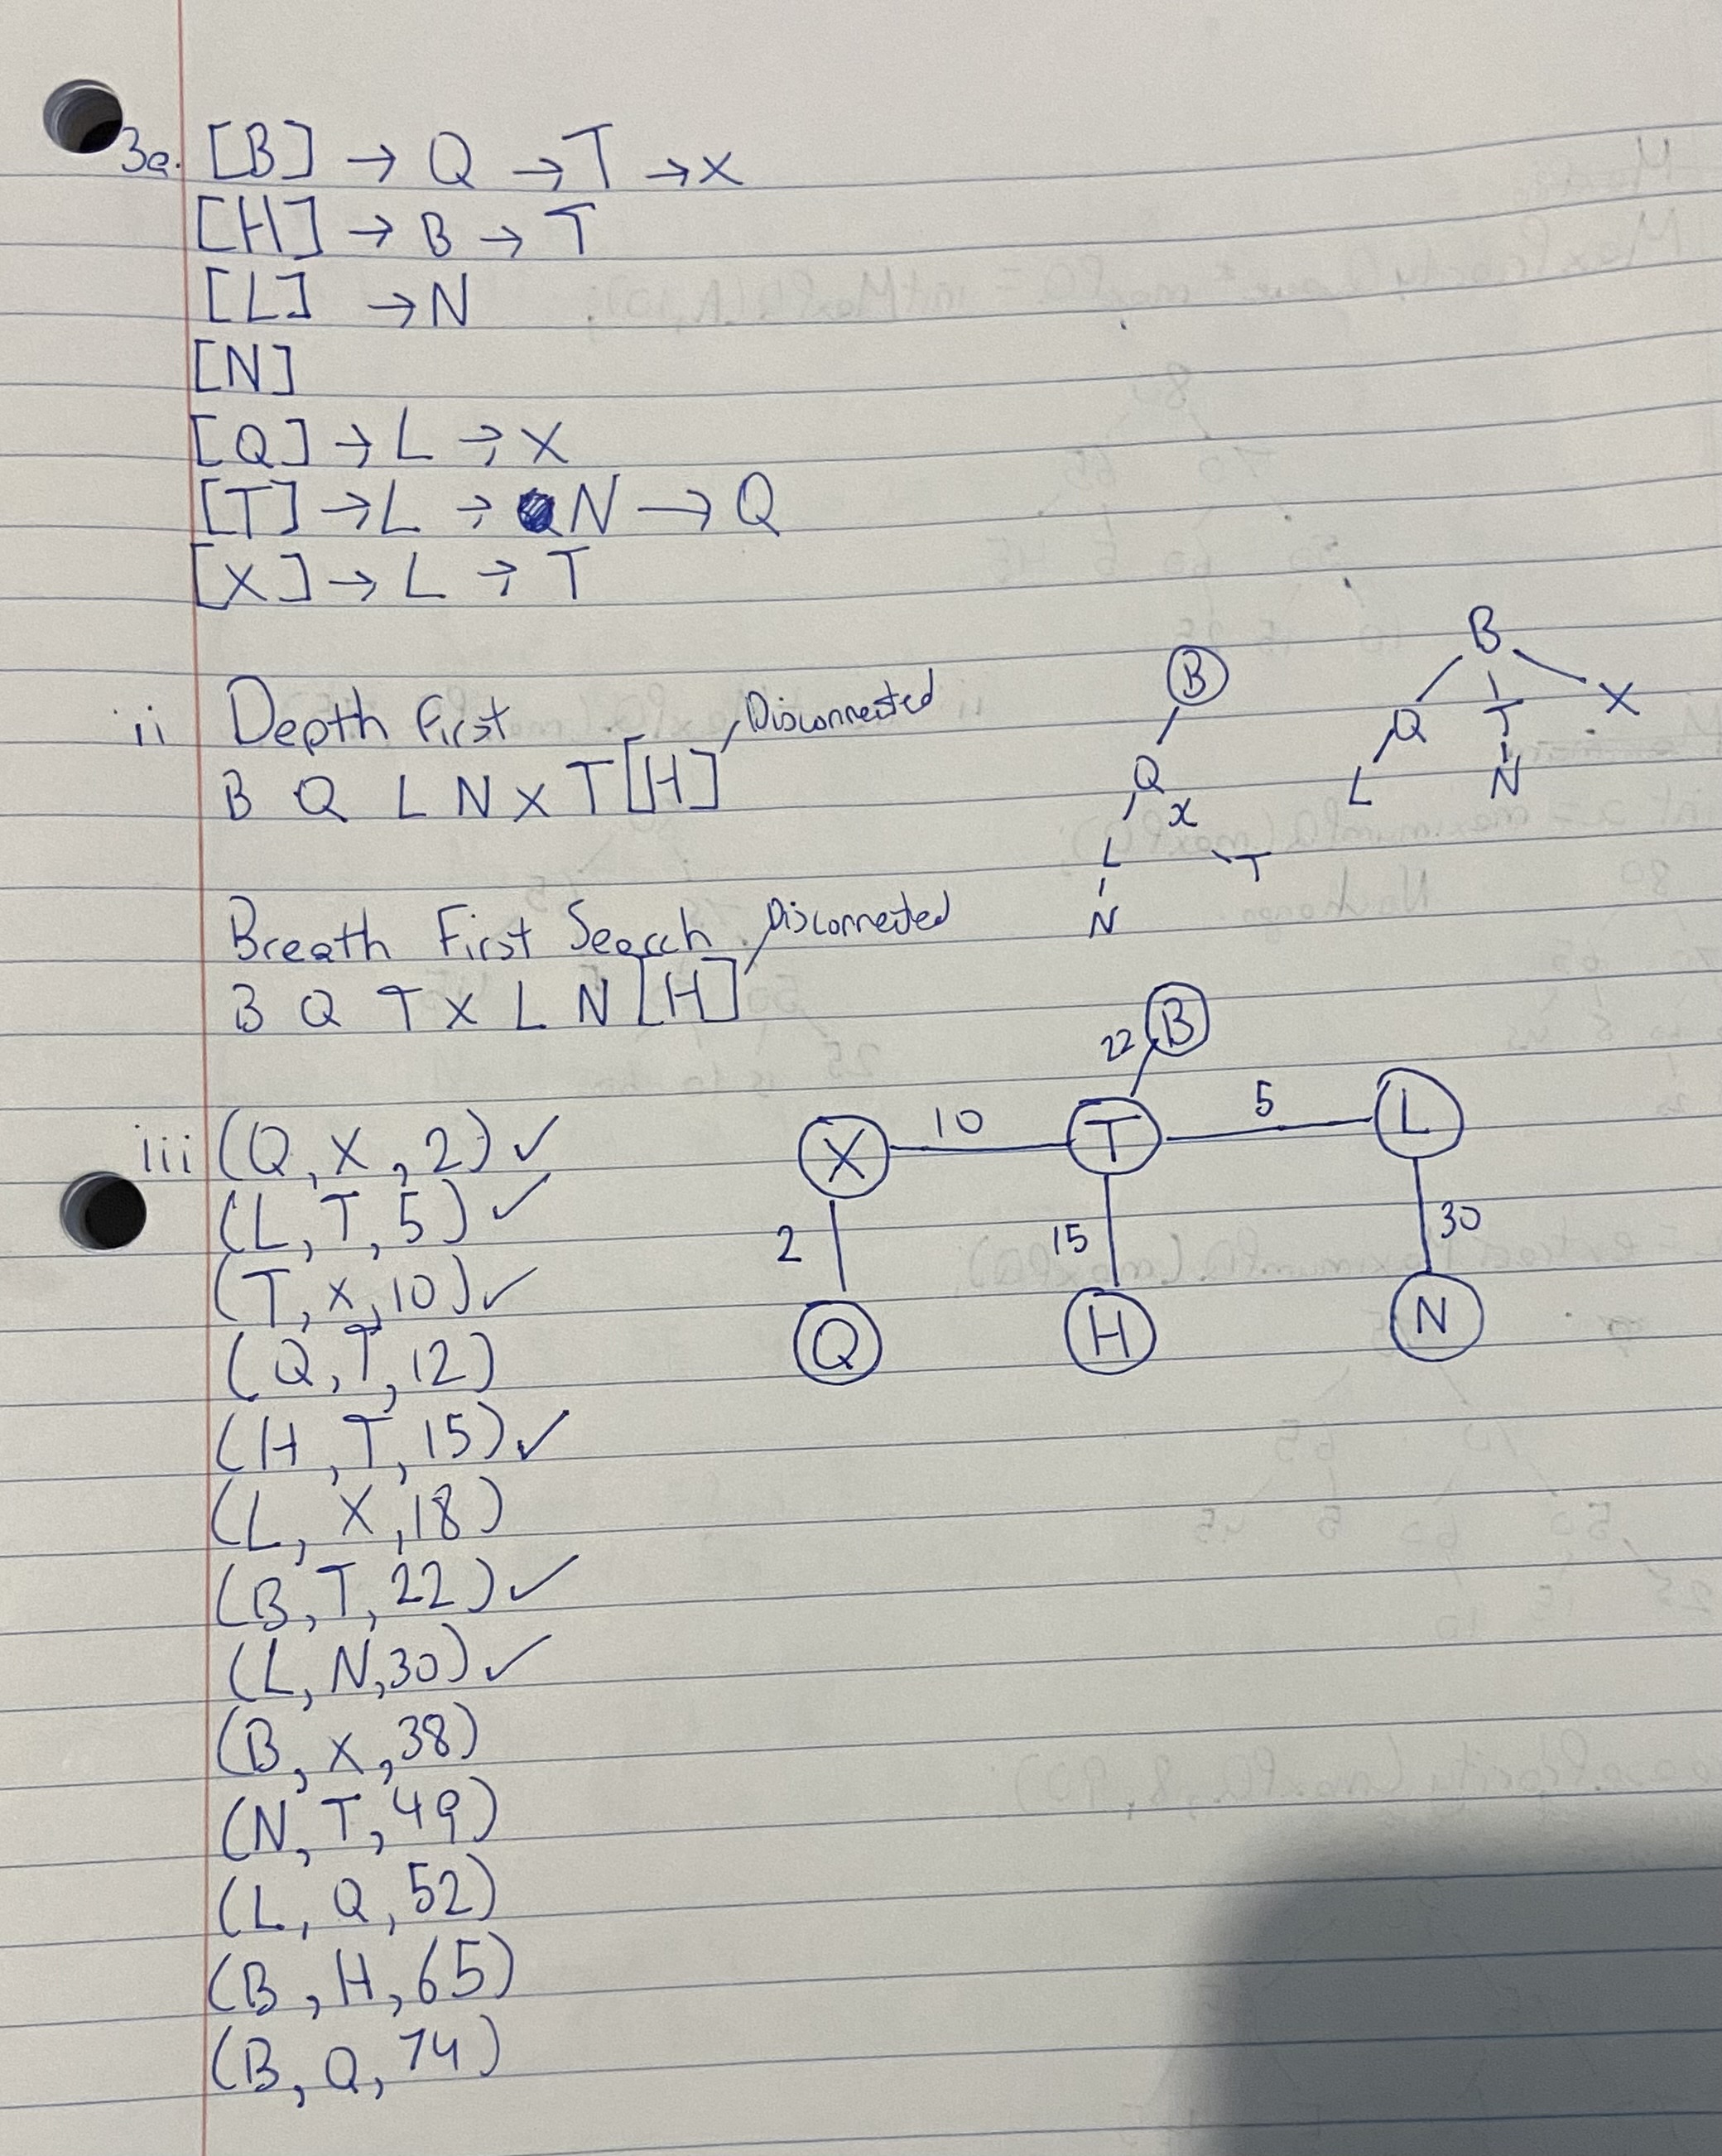 3a. [B] → Q → T → X
[H] → B → T
[L] → N
[N]
[Q] → L → X
[T] → L → N → Q
[X] → L → T
ii Depth First
B Q L N X T [H] Disconnected
B
Q
X
L
T
N
B
Q T X
L N
Breath First Search Disconnected
B Q T X L N [H]
iii (Q, X, 2) ✓
(L, T, 5) ✓
(T, X, 10) ✓
(Q, T, 12)
(H, T, 15) ✓
(L, X, 18)
(B, T, 22) ✓
(L, N, 30) ✓
(B, X, 38)
(N, T, 49)
(L, Q, 52)
(B, H, 65)
(B, Q, 74)
22 B
X 10 T 5 L
2 15 30
Q H N